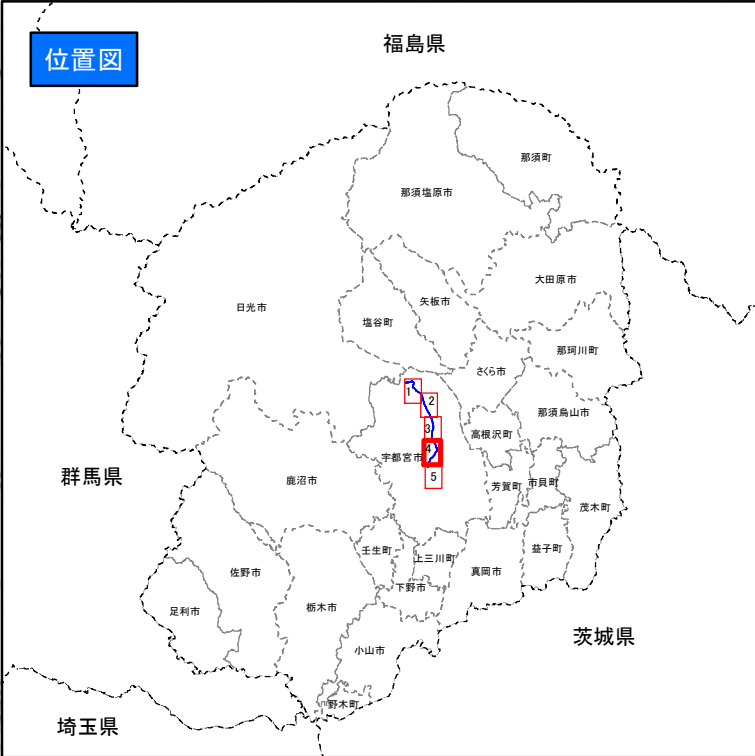 位置図
福島県
那須町
那須塩原市
大田原市
日光市
矢板市
塩谷町
那珂川町
さくら市
1
2
那須烏山市
3
高根沢町
4
宇都宮市
5
群馬県
鹿沼市
芳賀町
市貝町
茂木町
壬生町
上三川町
益子町
真岡市
佐野市
下野市
栃木市
足利市
茨城県
小山市
野木町
埼玉県